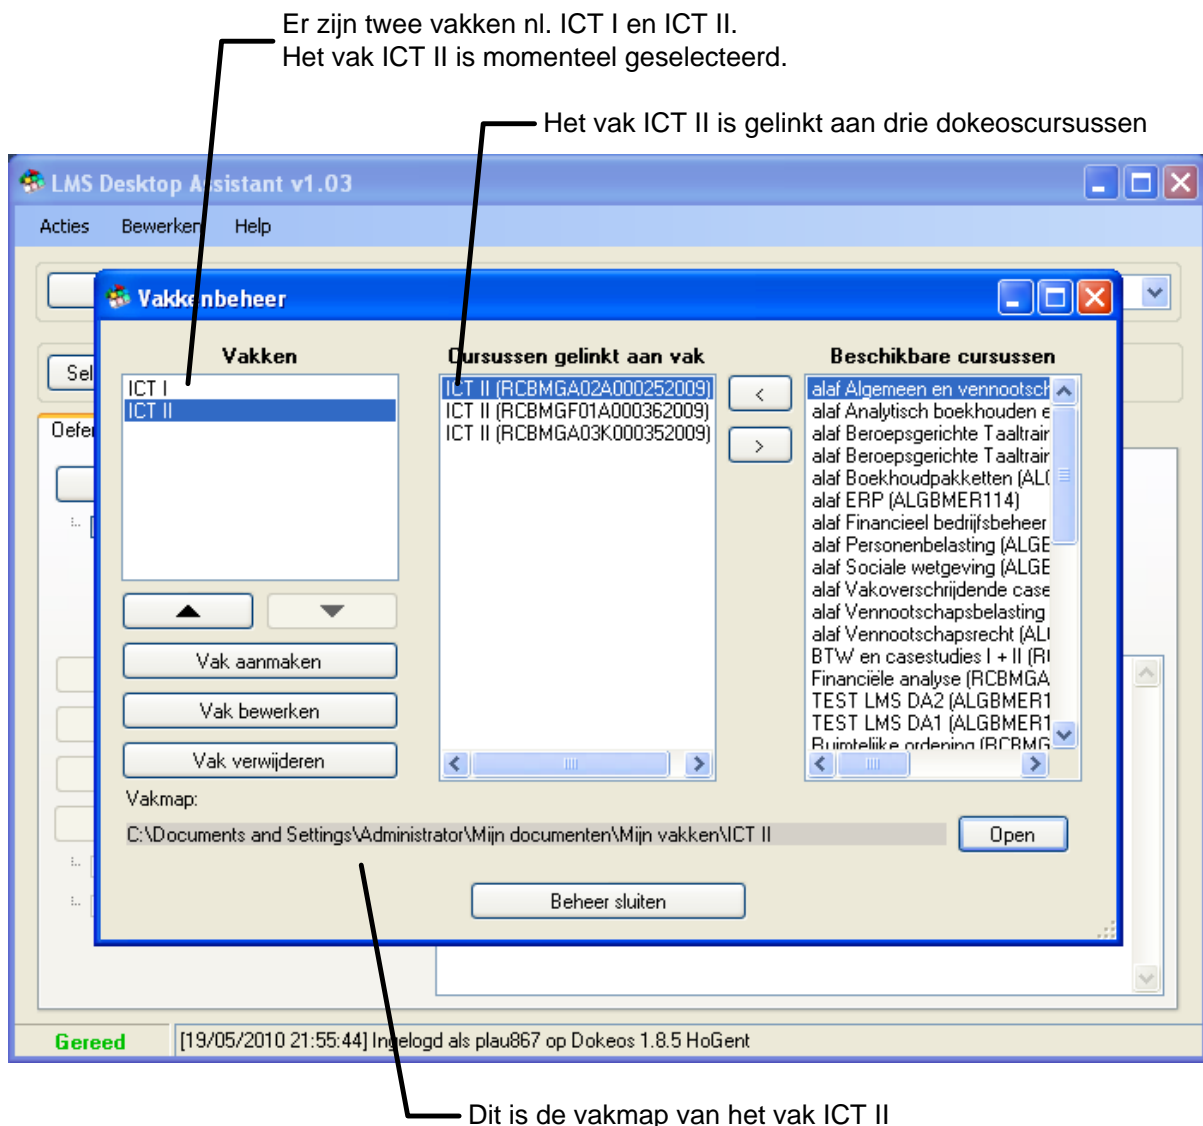 Er zijn twee vakken nl. ICT I en ICT II.
Het vak ICT II is momenteel geselecteerd.
Het vak ICT II is gelinkt aan drie dokeoscursussen
LMS Desktop Assistant v1.03
Acties Bewerken Help
Vakkenbeheer
Sel
Oefer
Vakken
ICT I
ICT II
Vak aanmaken
Vak bewerken
Vak verwijderen
Cursussen gelinkt aan vak
ICT II (RCBMGA02A000252009)
ICT II (RCBMGF01A000362009)
ICT II (RCBMGA03K000352009)
<
>
Beschikbare cursussen
alaf Algemeen en vennootsch
alaf Analytisch boekhouden e
alaf Beroepsgerichte Taaltrair
alaf Beroepsgerichte Taaltrair
alaf Boekhoudpakketten (AL(
alaf ERP (ALGBMER114)
alaf Financieel bedrijfsbeheer
alaf Personenbelasting (ALGE
alaf Sociale wetgeving (ALGE
alaf Vakoverschrijdende case
alaf Vennootschapsbelasting
alaf Vennootschapsrecht (AL
BTW en casestudies I + II (R
Financiële analyse (RCBMGA
TEST LMS DA2 (ALGBMER1
TEST LMS DA1 (ALGBMER1
Ruimtelijke ordening (RCBMG
Vakmap:
C:\Documents and Settings\Administrator\Mijn documenten\Mijn vakken\ICT II
Open
Beheer sluiten
Gereed
[19/05/2010 21:55:44] Ingelogd als plau867 op Dokeos 1.8.5 HoGent
Dit is de vakmap van het vak ICT II